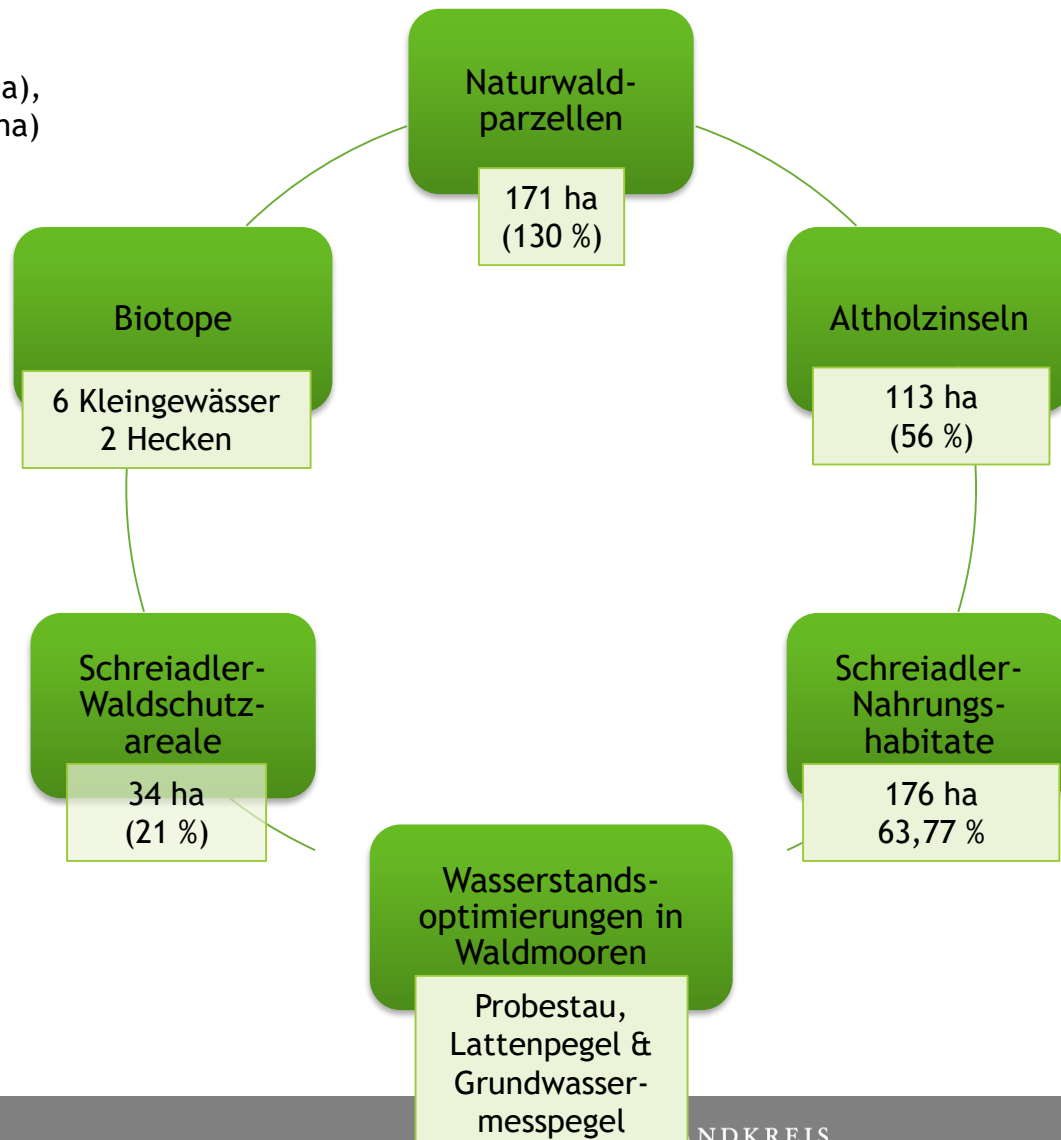 a),
ha)
Naturwald-
parzellen
171 ha
(130 %)
Biotope
6 Kleingewässer
2 Hecken
Altholzinseln
113 ha
(56 %)
Schreiadler-
Waldschutz-
areale
34 ha
(21 %)
Schreiadler-
Nahrungs-
habitate
176 ha
63,77 %
Wasserstands-
optimierungen in
Waldmooren
Probestau,
Lattenpegel &
Grundwasser-
messpegel
NDKREIS